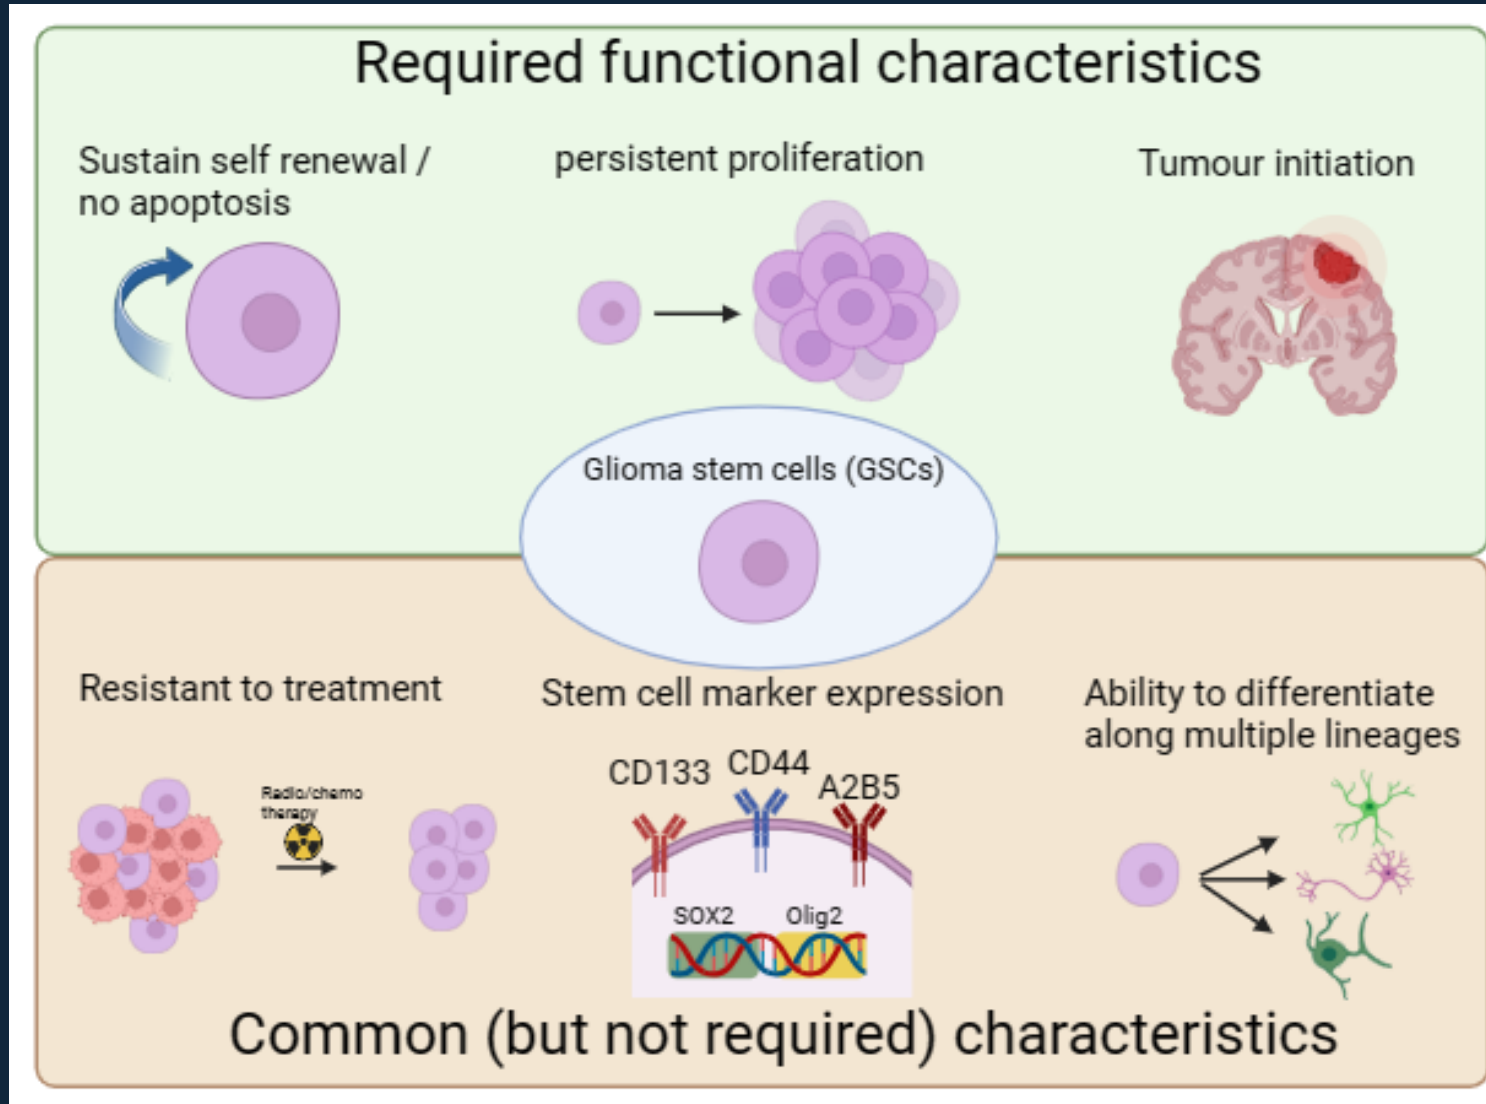 Required functional characteristics
Sustain self renewal /
no apoptosis
persistent proliferation
Tumour initiation
Glioma stem cells (GSCs)
Resistant to treatment
Radio/chemo
therapy
Stem cell marker expression
CD133
CD44
A2B5
SOX2
Olig2
Ability to differentiate
along multiple lineages
Common (but not required) characteristics